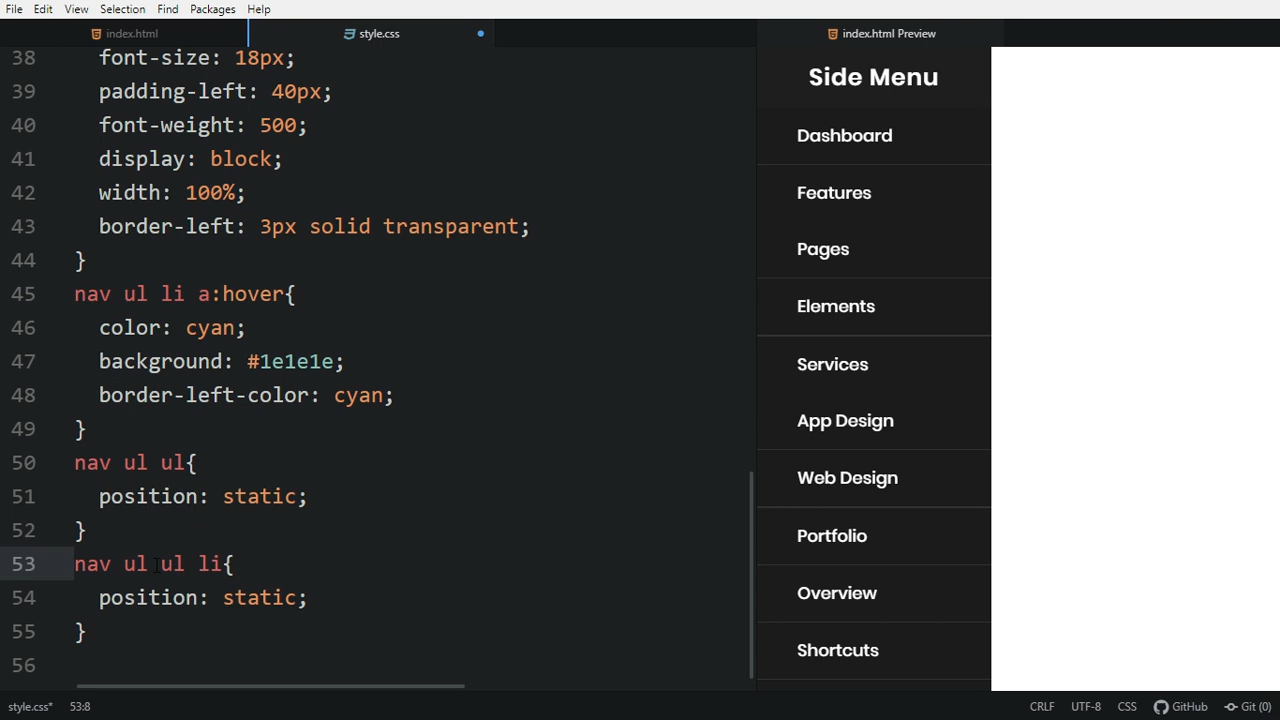 File Edit View Selection Find Packages Help
index.html style.css index.html Preview
38 font-size: 18px;
39 padding-left: 40px;
40 font-weight: 500;
41 display: block;
42 width: 100%;
43 border-left: 3px solid transparent;
44 }
45 nav ul li a:hover{
46 color: cyan;
47 background: #1e1e1e;
48 border-left-color: cyan;
49 }
50 nav ul ul{
51 position: static;
52 }
53 nav ul ul li{
54 position: static;
55 }
56
Side Menu
Dashboard
Features
Pages
Elements
Services
App Design
Web Design
Portfolio
Overview
Shortcuts
style.css* 53:8 CRLF UTF-8 CSS GitHub Git (0)